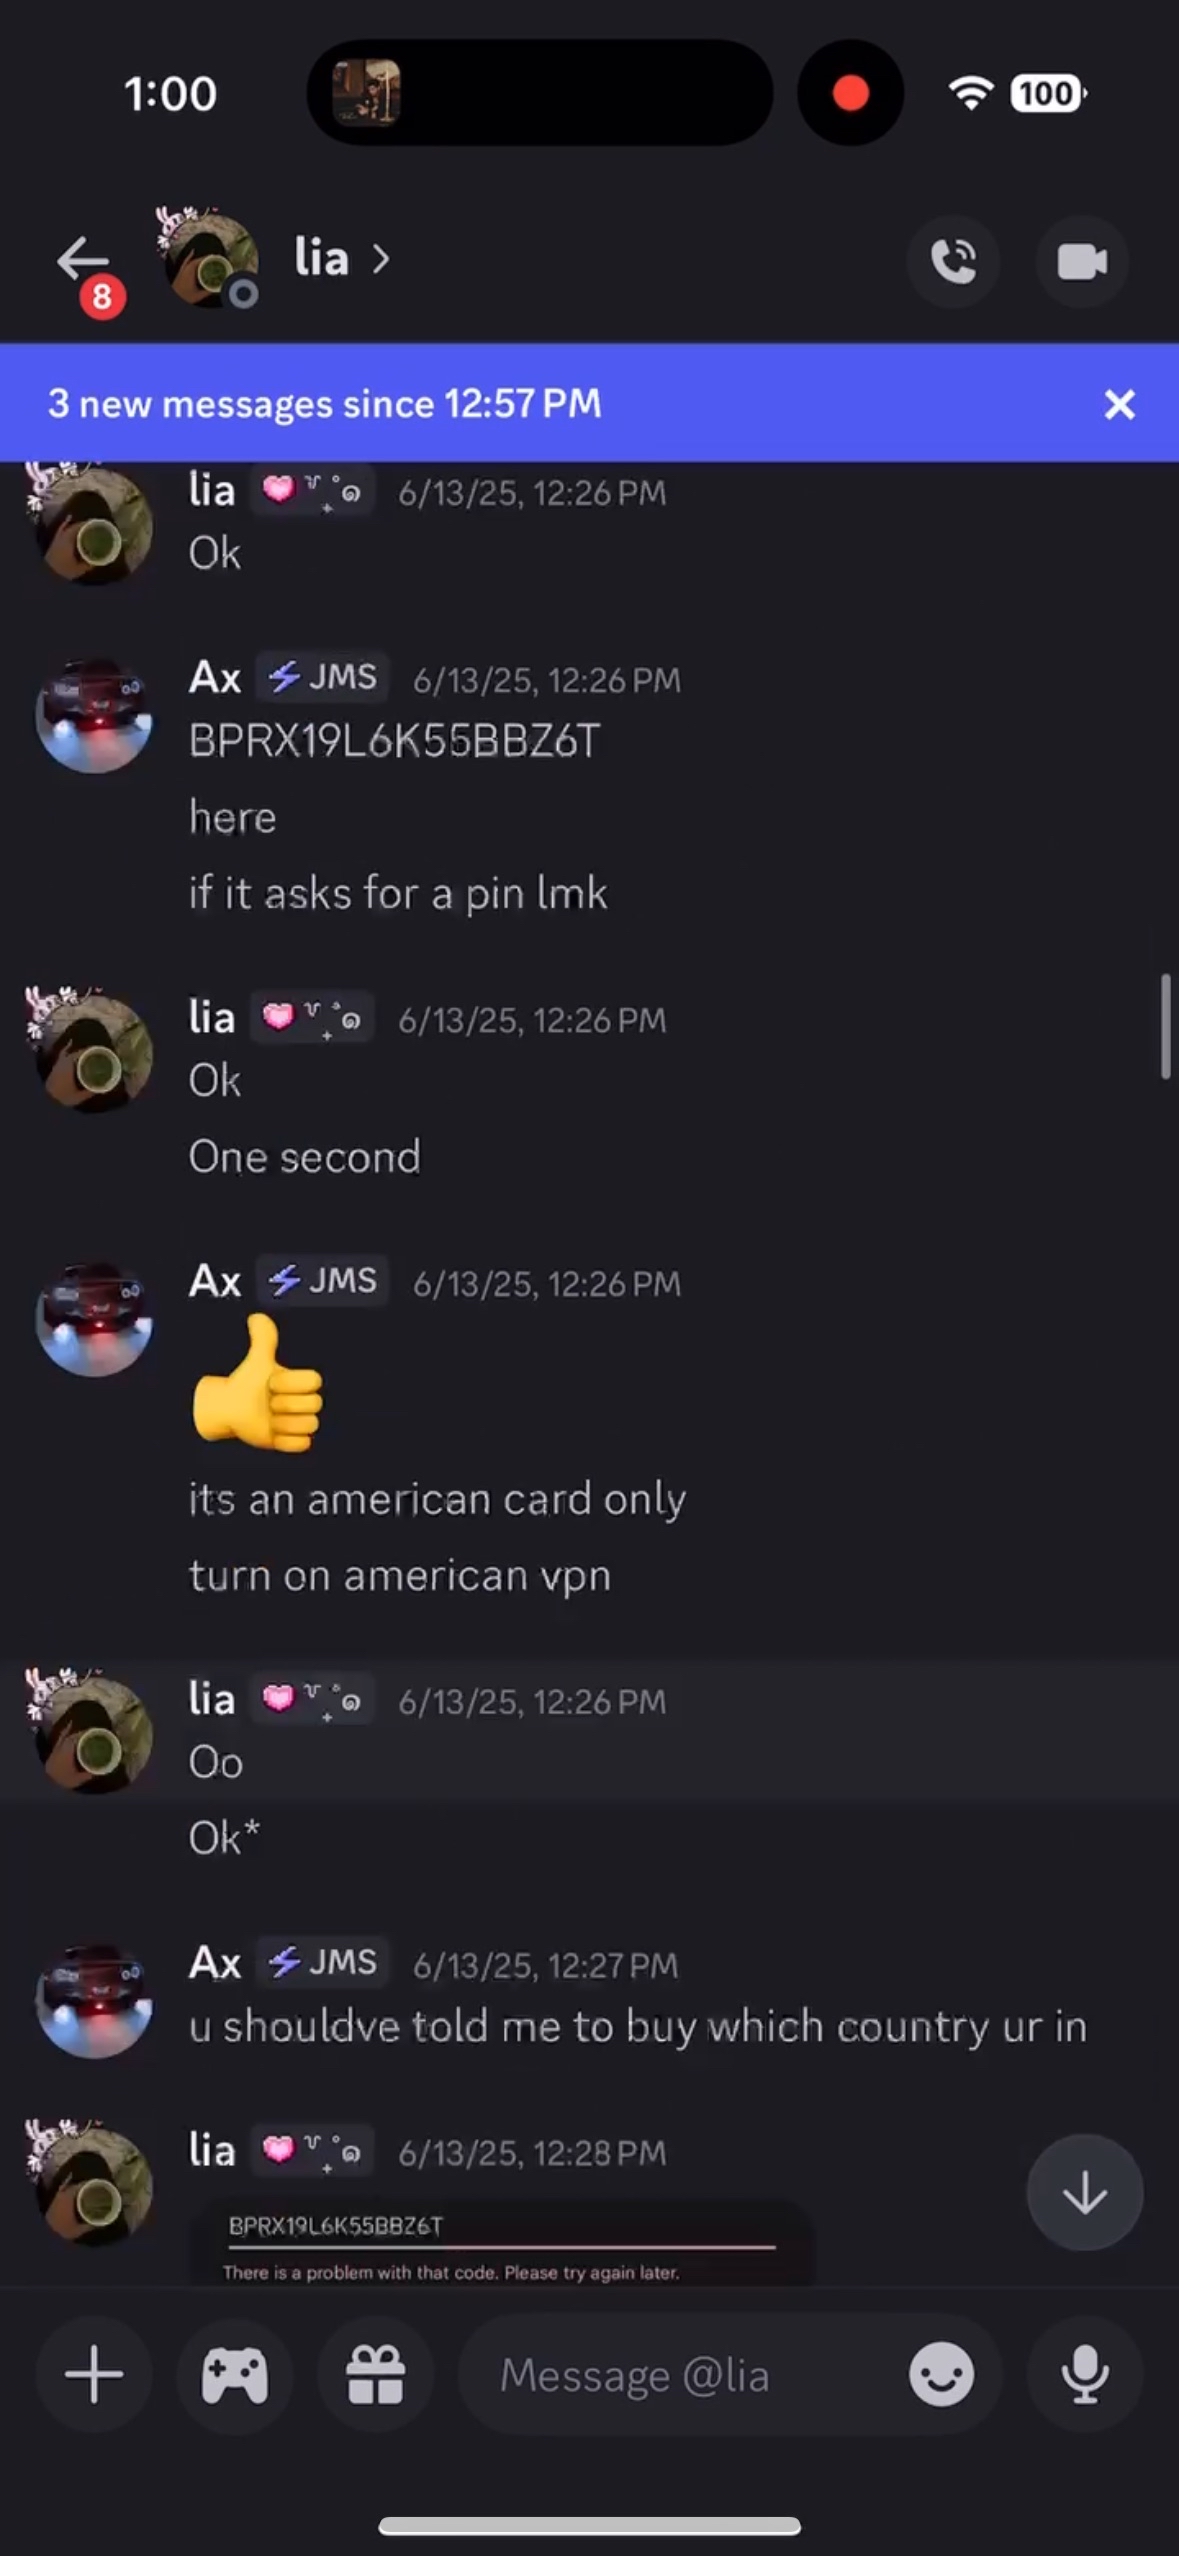 1:00
100
8
lia
3 new messages since 12:57 PM
lia 6/13/25, 12:26 PM
Ok
Ax JMS 6/13/25, 12:26 PM
BPRX19L6K55BBZ6T
here
if it asks for a pin lmk
lia 6/13/25, 12:26 PM
Ok
One second
Ax JMS 6/13/25, 12:26 PM
its an american card only
turn on american vpn
lia 6/13/25, 12:26 PM
Oo
Ok*
Ax JMS 6/13/25, 12:27 PM
u shouldve told me to buy which country ur in
lia 6/13/25, 12:28 PM
BPRX19L6K55BBZ6T
There is a problem with that code. Please try again later.
Message @lia